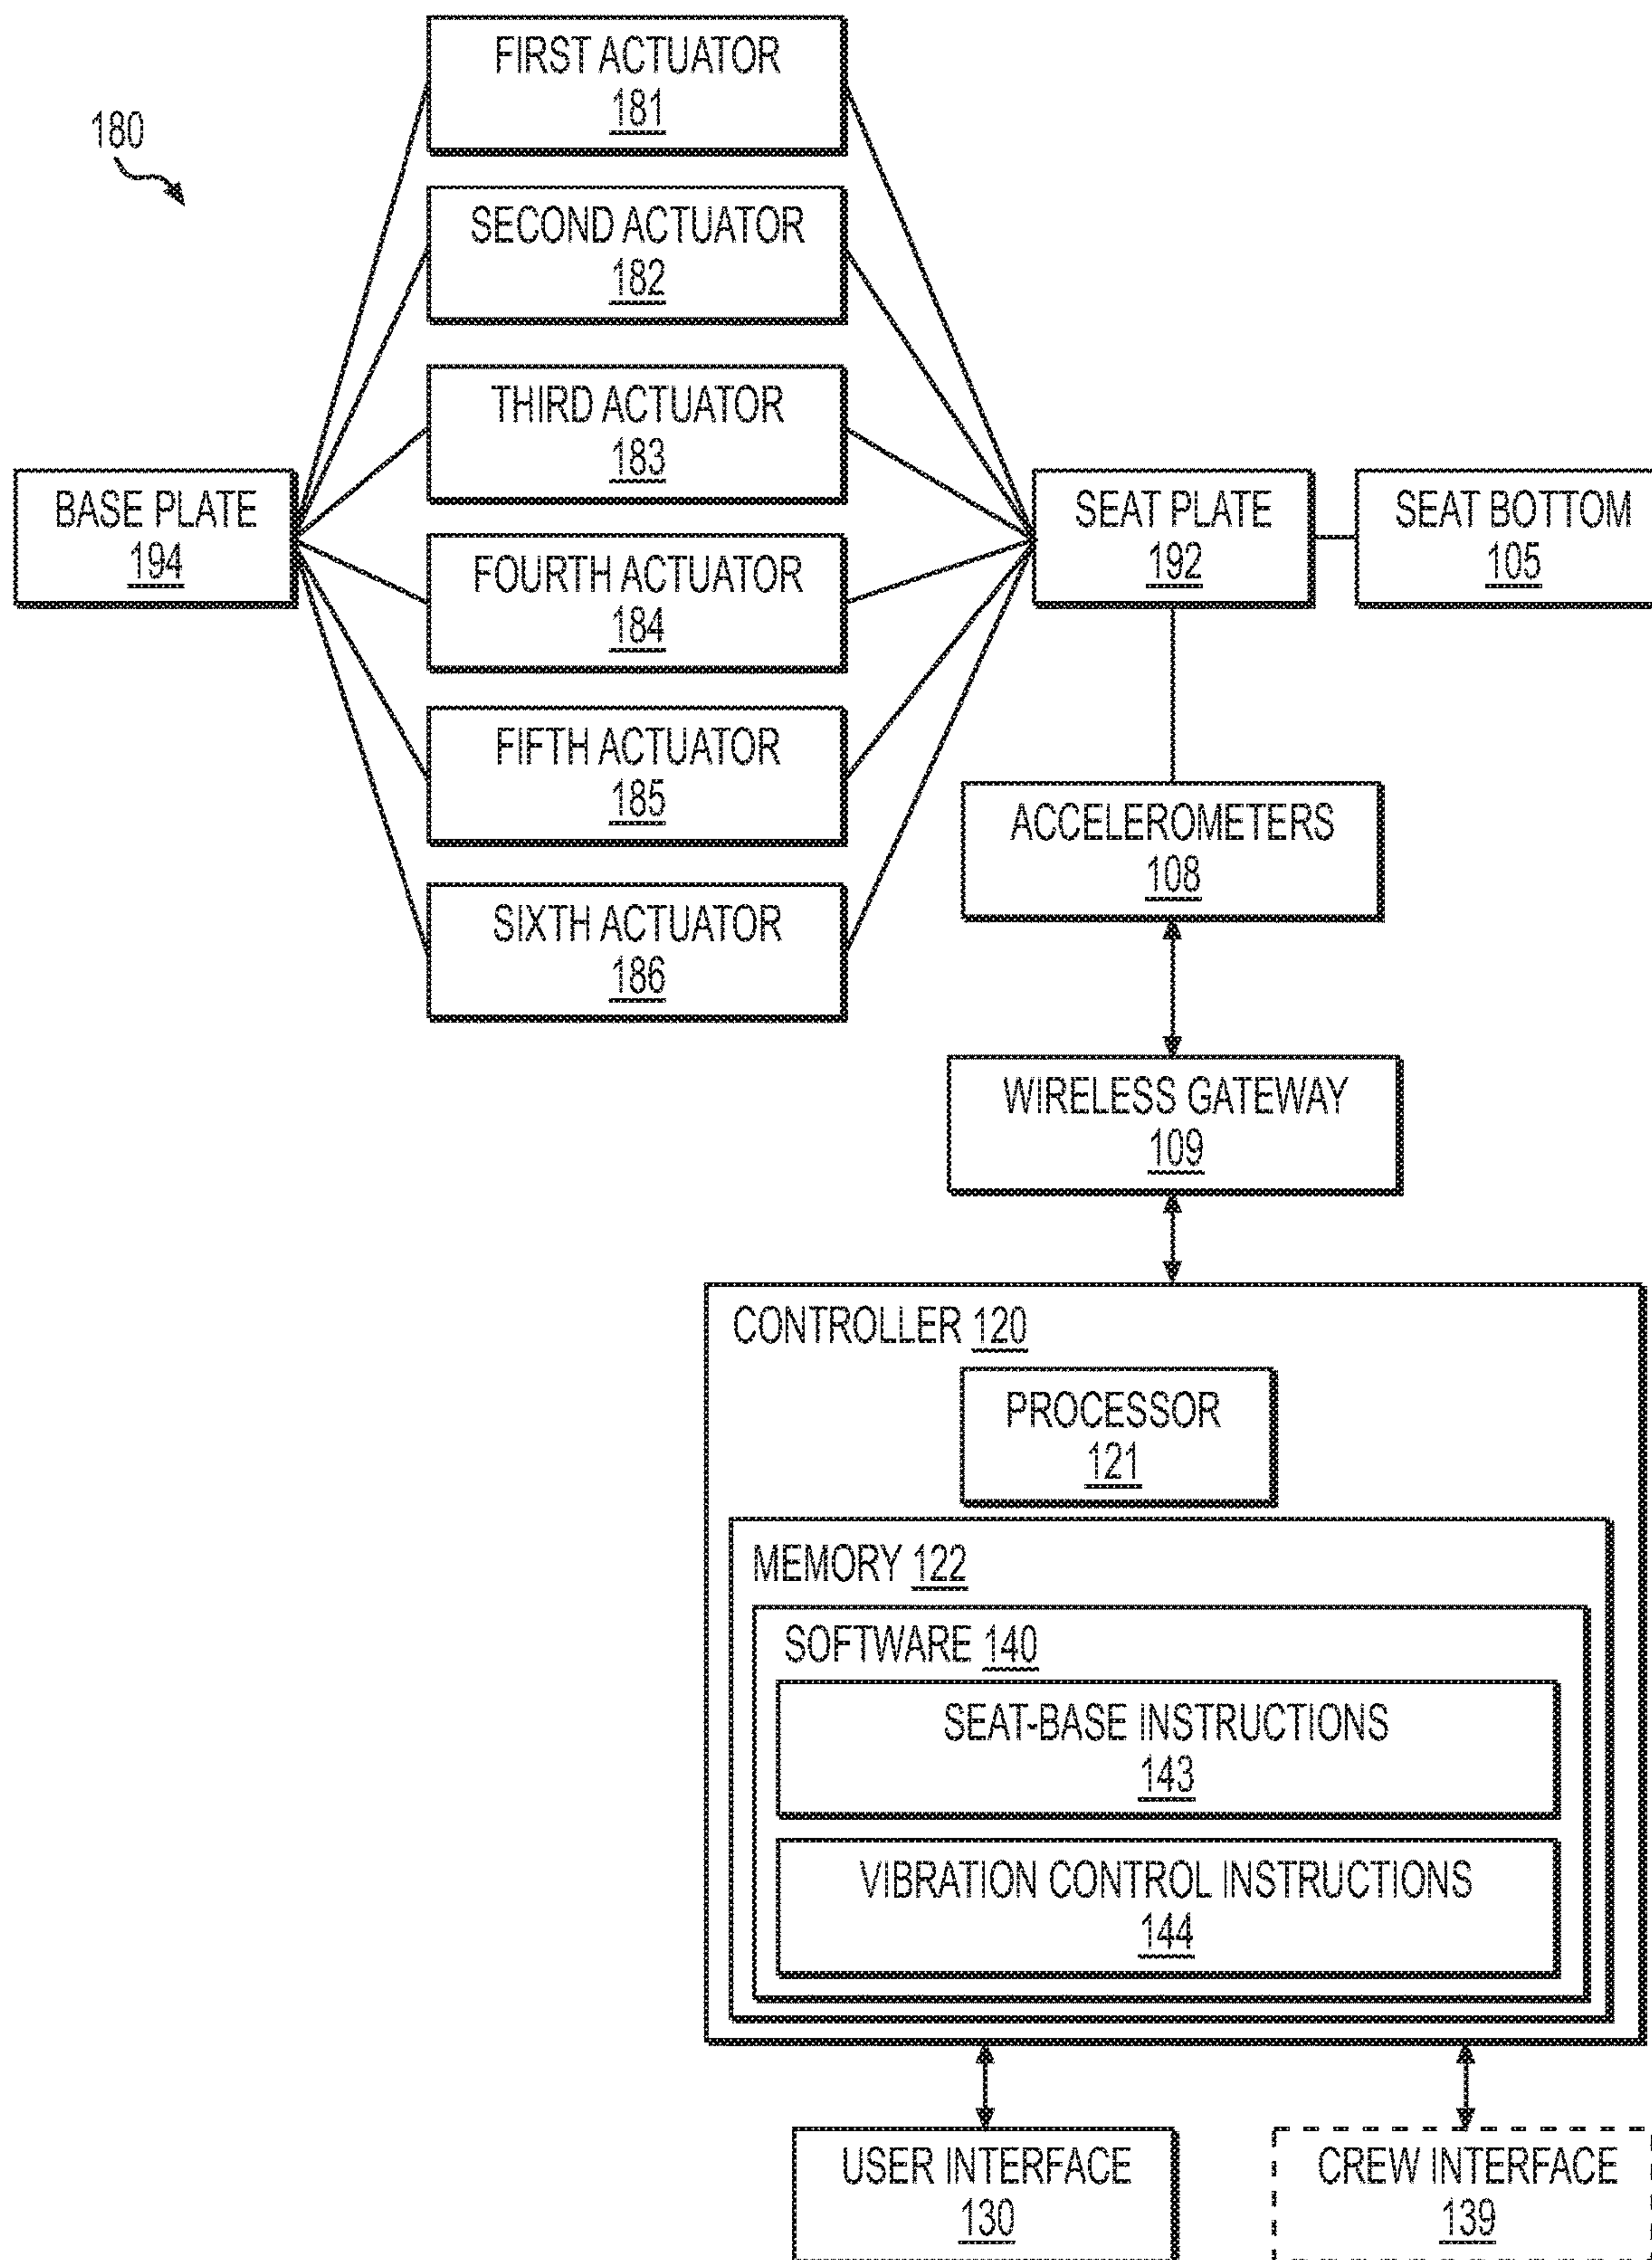 180
FIRST ACTUATOR
181
SECOND ACTUATOR
182
THIRD ACTUATOR
183
BASE PLATE
194
FOURTH ACTUATOR
184
FIFTH ACTUATOR
185
SIXTH ACTUATOR
186
SEAT PLATE
192
SEAT BOTTOM
105
ACCELEROMETERS
108
WIRELESS GATEWAY
109
CONTROLLER 120
PROCESSOR
121
MEMORY 122
SOFTWARE 140
SEAT-BASE INSTRUCTIONS
143
VIBRATION CONTROL INSTRUCTIONS
144
USER INTERFACE
130
CREW INTERFACE
139